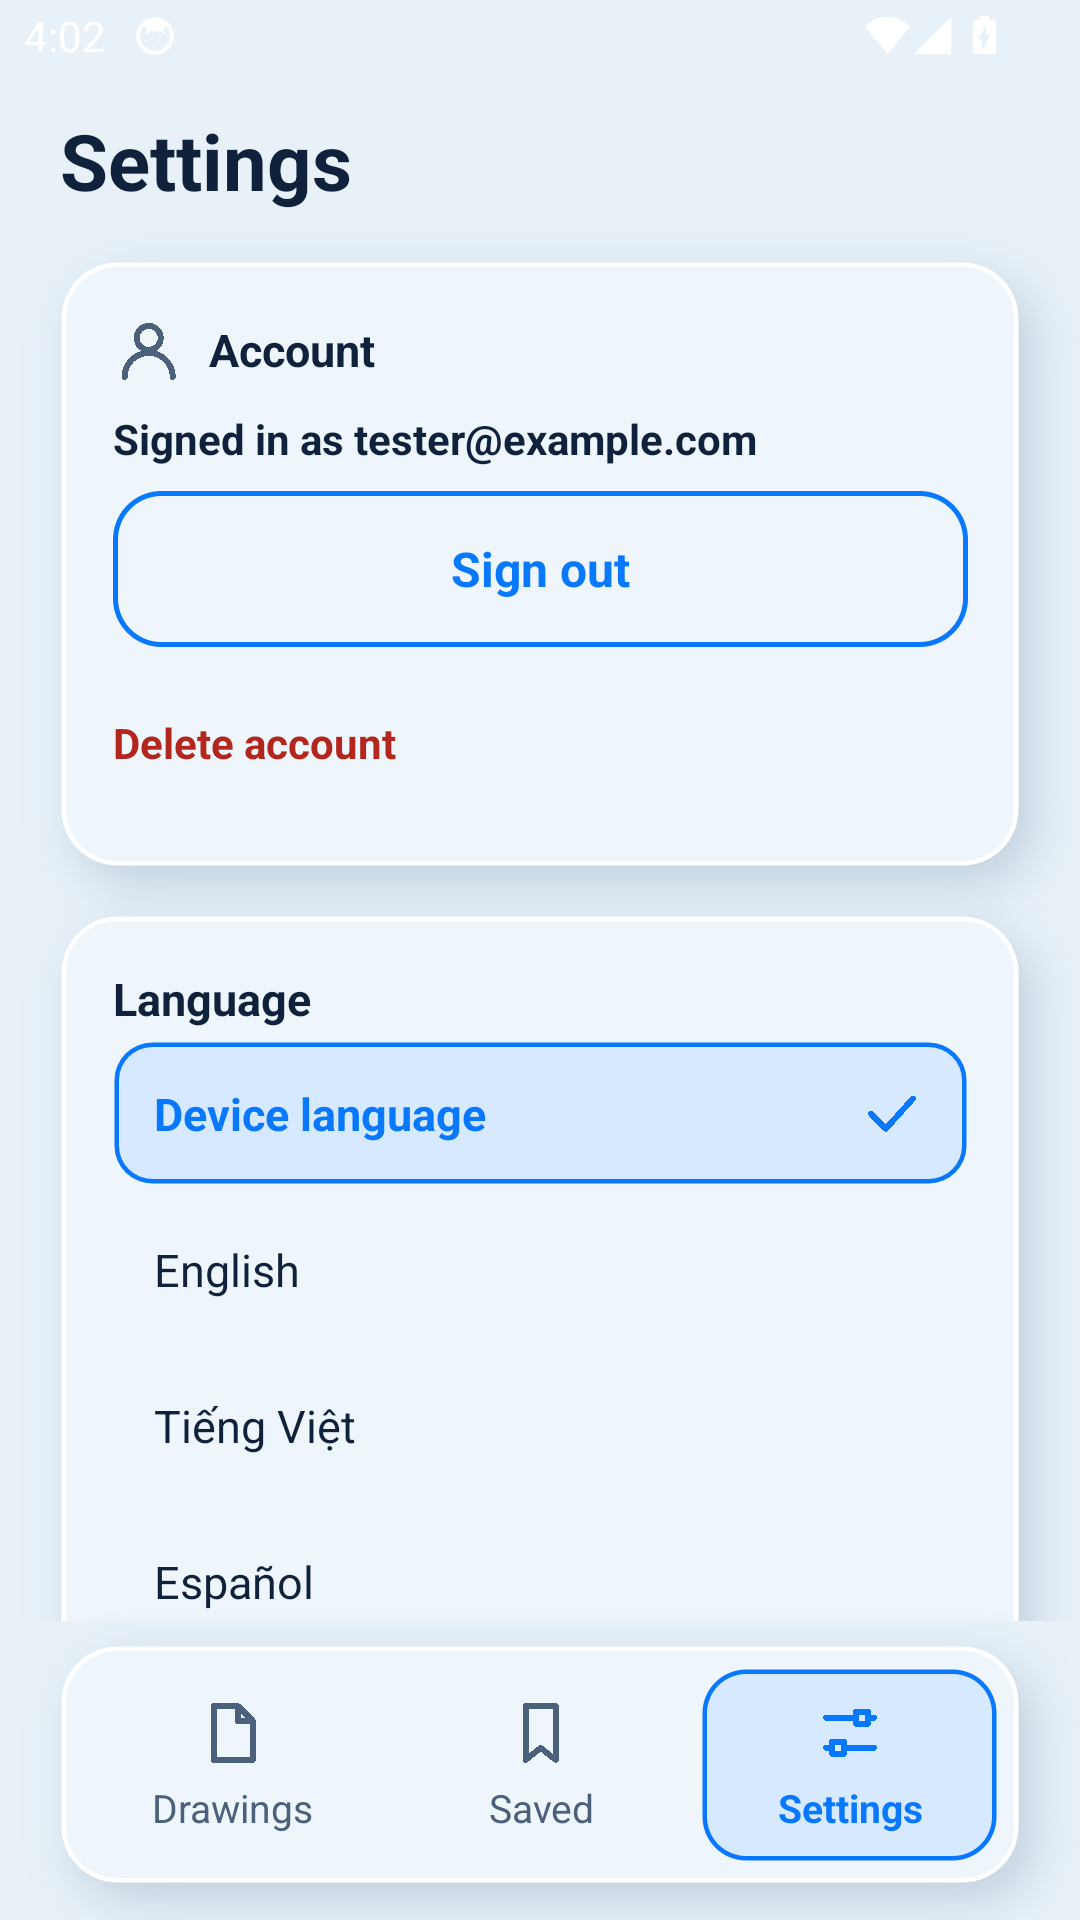 4:02
Settings
Account
Signed in as tester@example.com
Sign out
Delete account
Language
Device language
English
Tiếng Việt
Español
Drawings
Saved
Settings